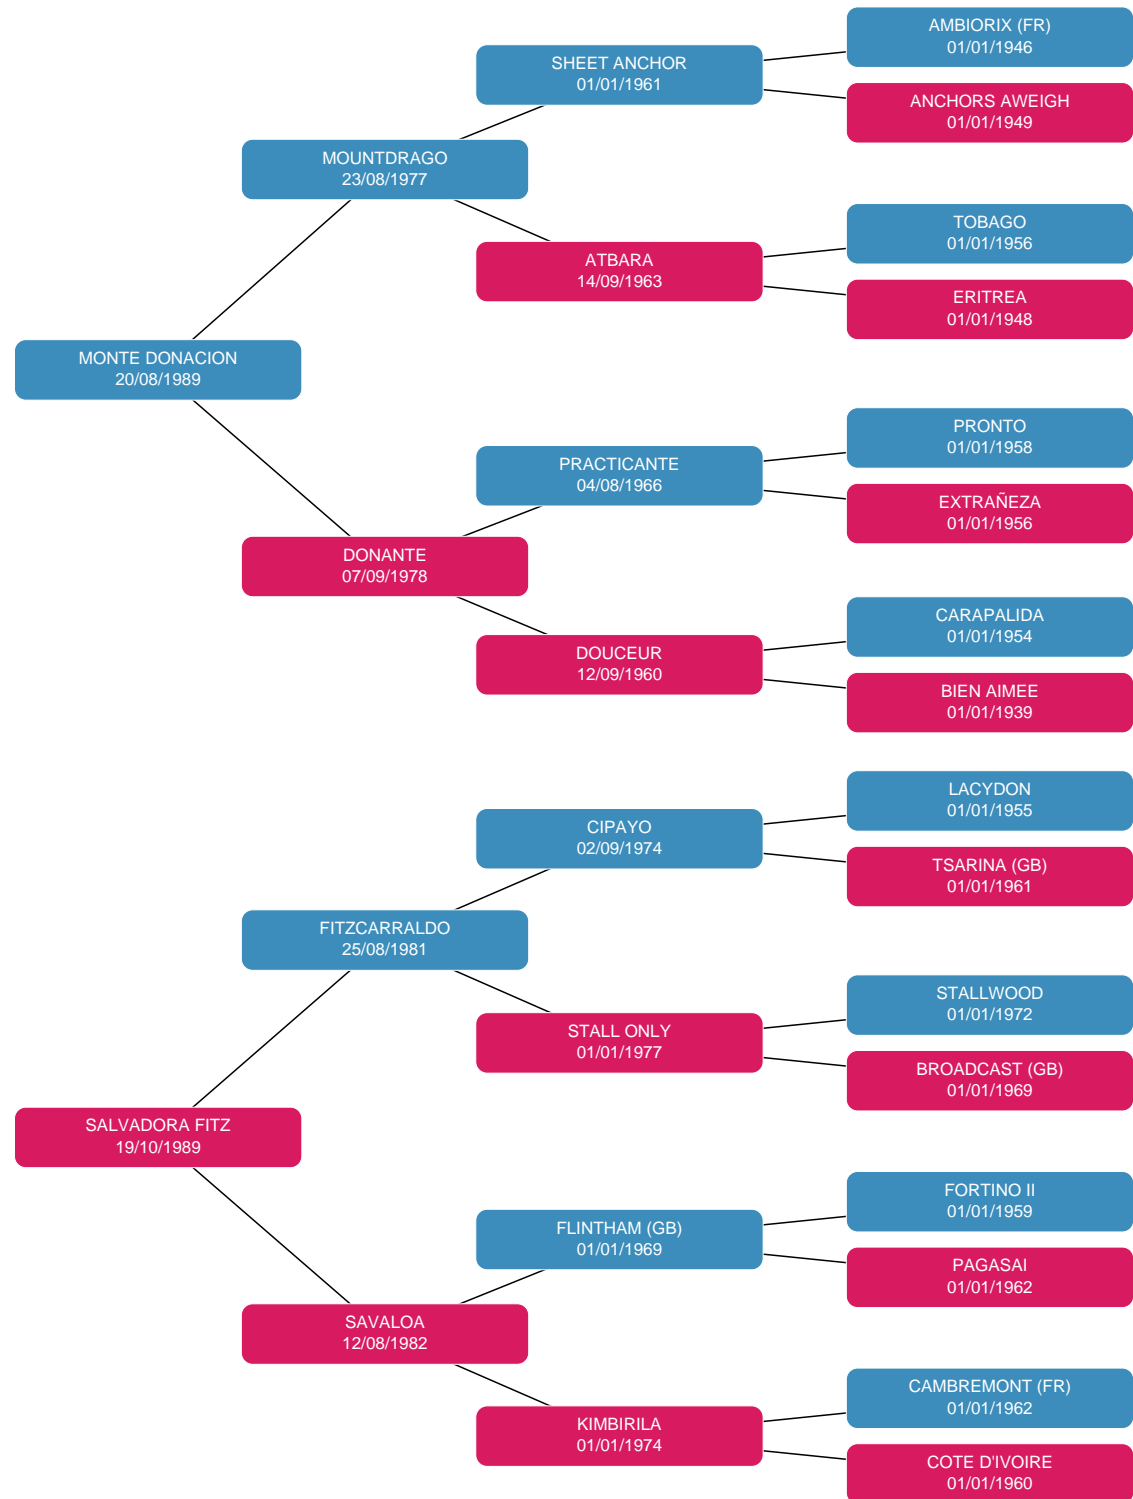 AMBIORIX (FR)
01/01/1946
SHEET ANCHOR
01/01/1961
ANCHORS AWEIGH
01/01/1949
MOUNTDRAGO
23/08/1977
TOBAGO
01/01/1956
ATBARA
14/09/1963
ERITREA
01/01/1948
MONTE DONACION
20/08/1989
PRONTO
01/01/1958
PRACTICANTE
04/08/1966
EXTRAÑEZA
01/01/1956
DONANTE
07/09/1978
CARAPALIDA
01/01/1954
DOUCEUR
12/09/1960
BIEN AIMEE
01/01/1939
LACYDON
01/01/1955
CIPAYO
02/09/1974
TSARINA (GB)
01/01/1961
FITZCARRALDO
25/08/1981
STALLWOOD
01/01/1972
STALL ONLY
01/01/1977
BROADCAST (GB)
01/01/1969
SALVADORA FITZ
19/10/1989
FORTINO II
01/01/1959
FLINTHAM (GB)
01/01/1969
PAGASAI
01/01/1962
SAVALOA
12/08/1982
CAMBREMONT (FR)
01/01/1962
KIMBIRILA
01/01/1974
COTE D'IVOIRE
01/01/1960